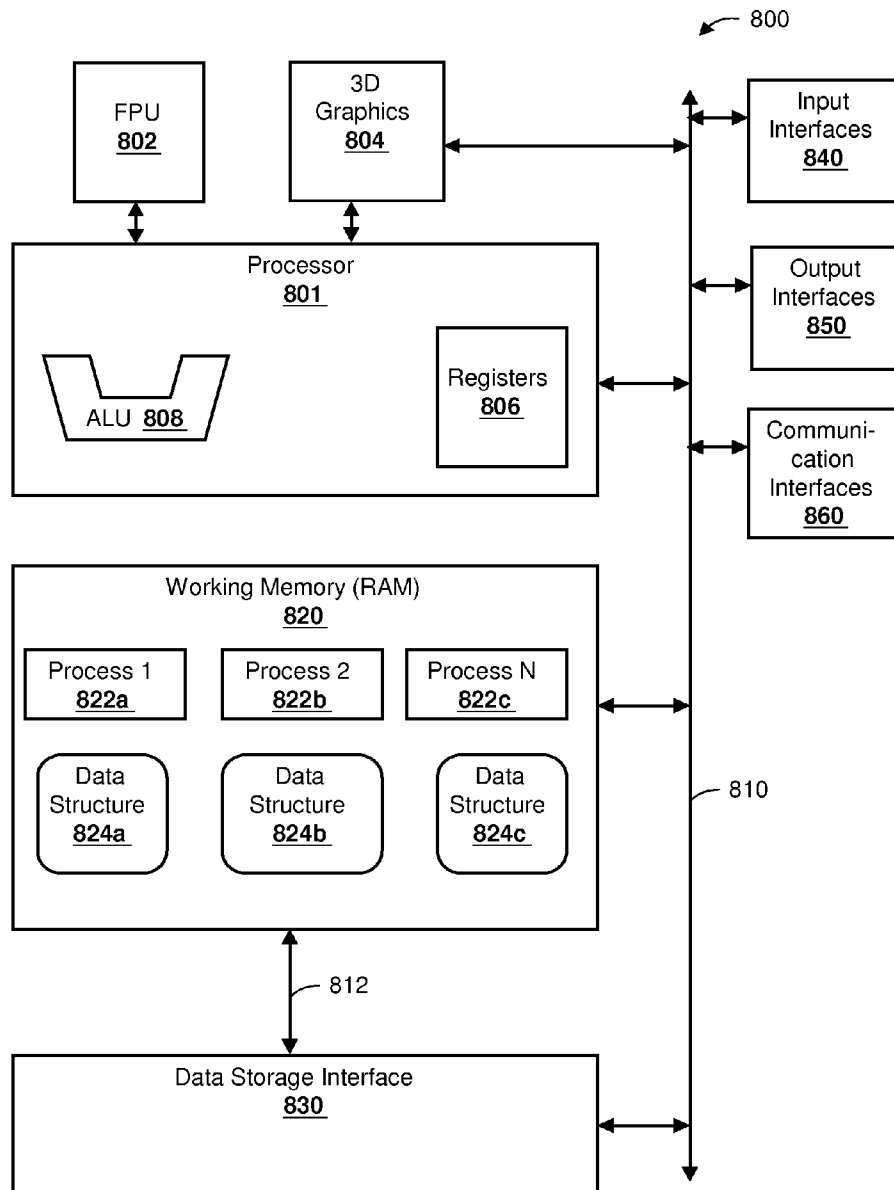 800
FPU
802
3D
Graphics
804
Input
Interfaces
840
Processor
801
Output
Interfaces
850
ALU 808
Registers
806
Communi-
cation
Interfaces
860
Working Memory (RAM)
820
Process 1
822a
Process 2
822b
Process N
822c
Data
Structure
824a
Data
Structure
824b
Data
Structure
824c
810
812
Data Storage Interface
830